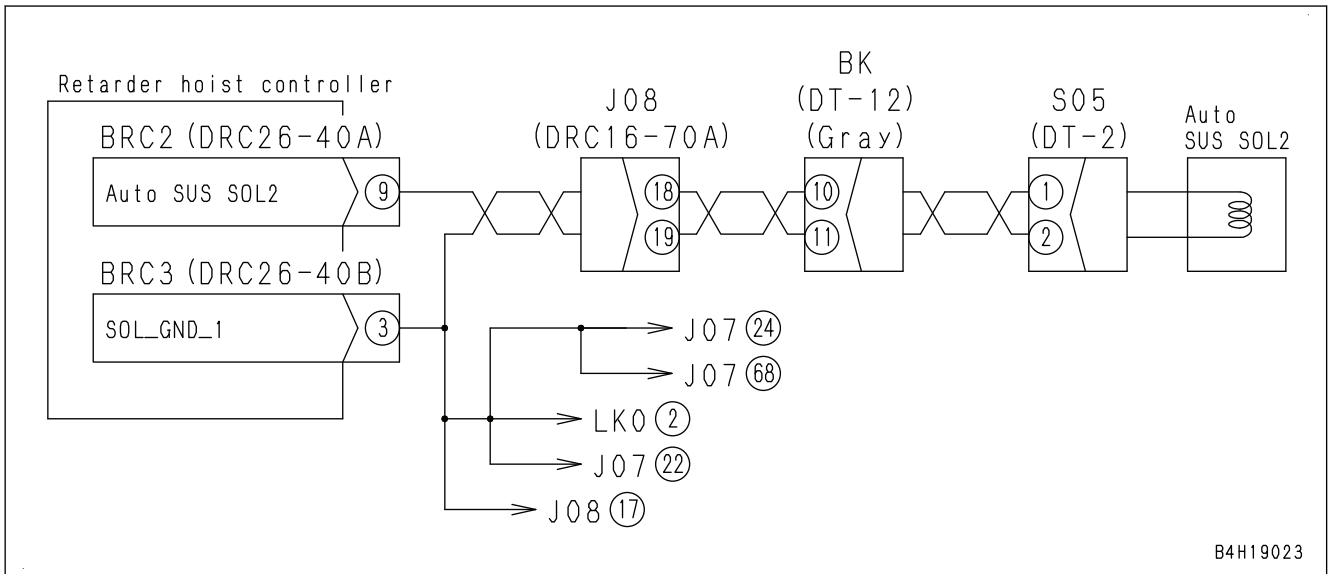 Retarder hoist controller
BRC2 (DRC26-40A)
Auto SUS SOL2
9
BRC3 (DRC26-40B)
SOL_GND_1
3
J08
(DRC16-70A)
18
19
BK
(DT-12)
(Gray)
10
11
S05
(DT-2)
1
2
Auto
SUS SOL2
J07 24
J07 68
LK0 2
J07 22
J08 17
B4H19023